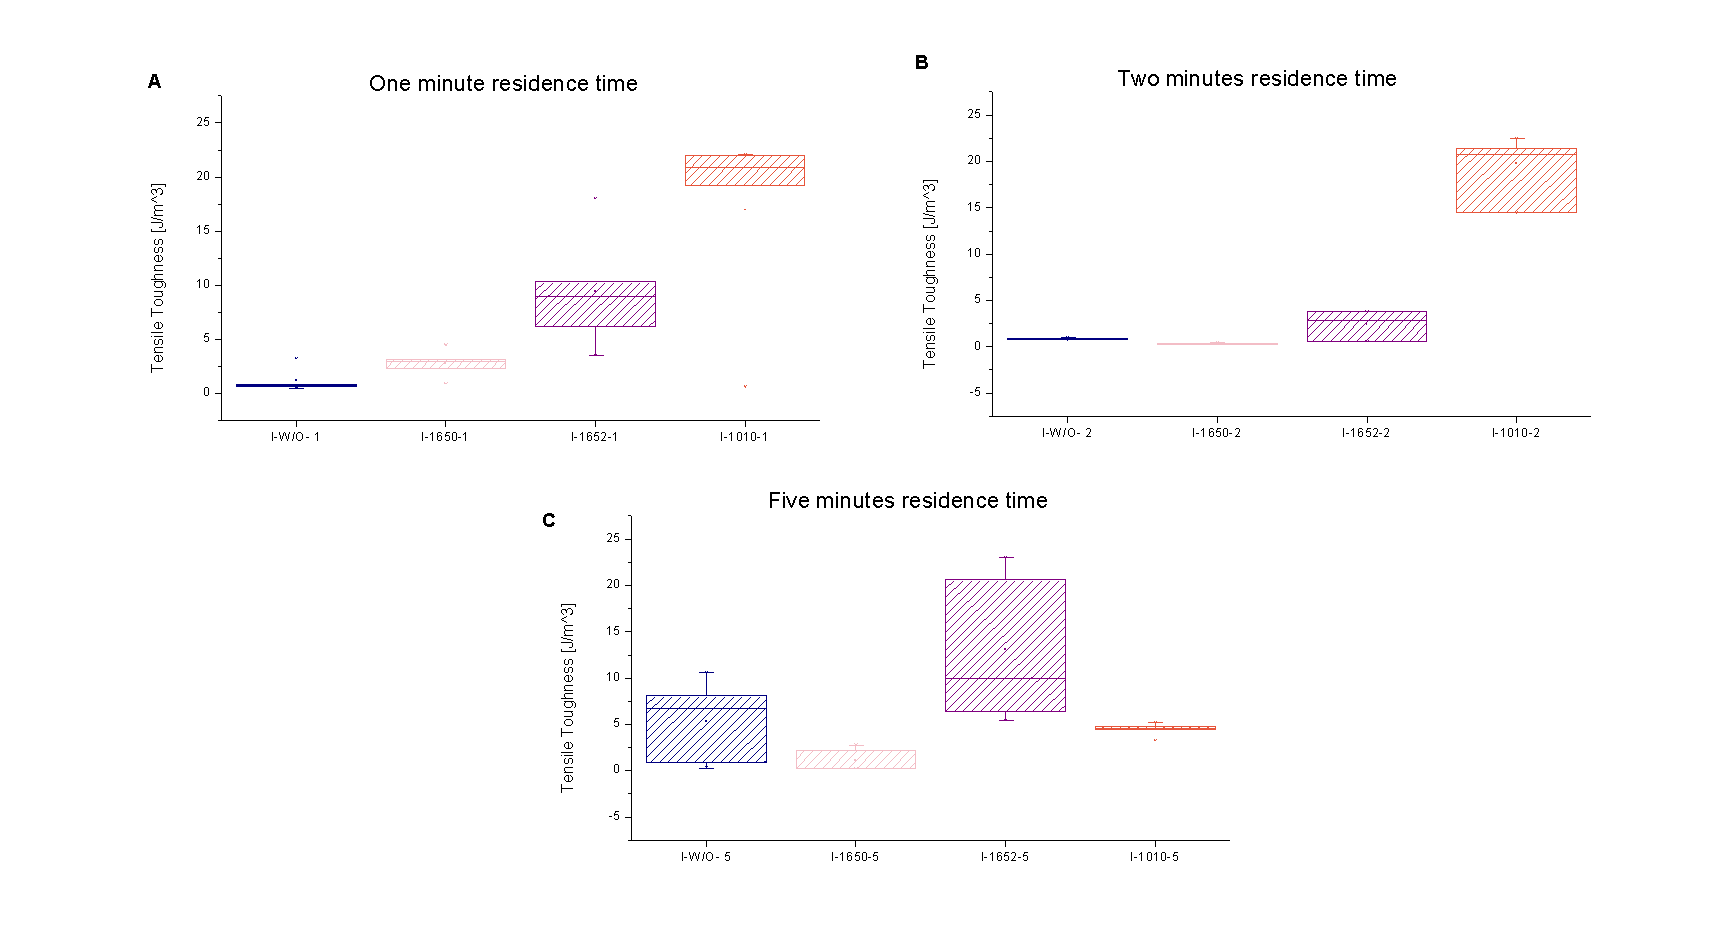 A
One minute residence time
Tensile Toughness [J/m^3]
25
20
15
10
5
0
I-W/O- 1
I-1650-1
I-1652-1
I-1010-1
B
Two minutes residence time
Tensile Toughness [J/m^3]
25
20
15
10
5
0
-5
I-W/O- 2
I-1650-2
I-1652-2
I-1010-2
C
Five minutes residence time
Tensile Toughness [J/m^3]
25
20
15
10
5
0
-5
I-W/O- 5
I-1650-5
I-1652-5
I-1010-5